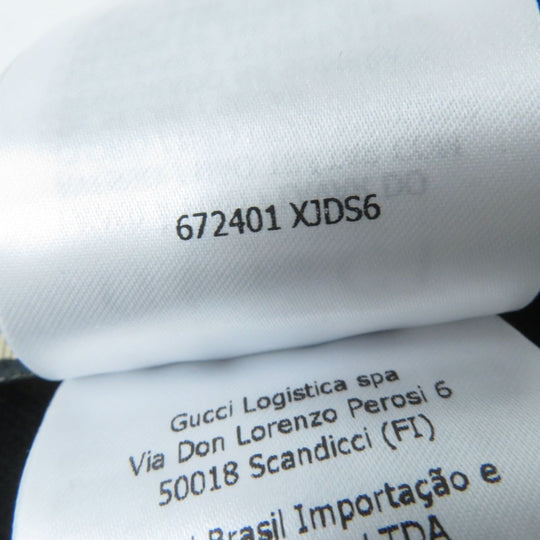 672401 XJDS6
Gucci Logistica spa
Via Don Lorenzo Perosi 6
50018 Scandicci (FI)
Brasil Importação e
LTDA